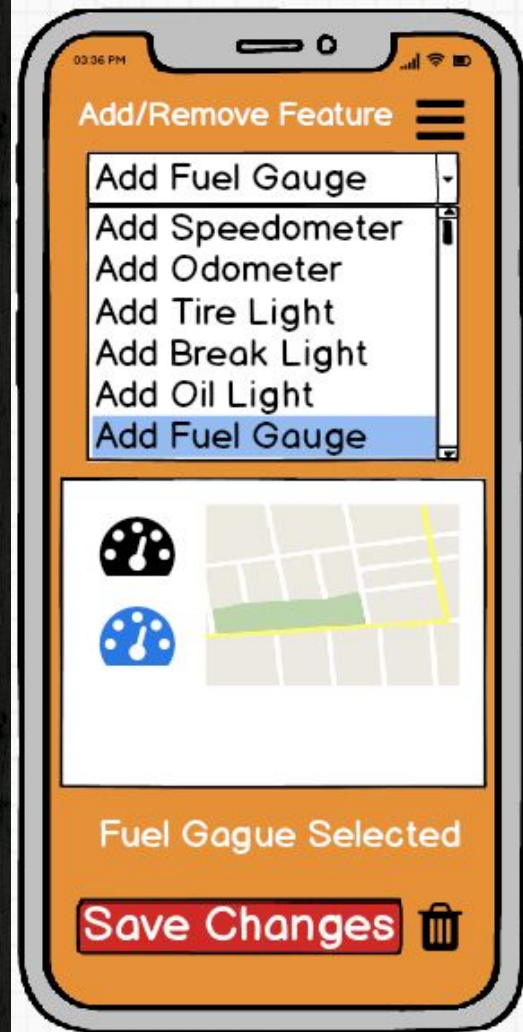 03:36 PM
Add/Remove Feature
Add Fuel Gauge
Add Speedometer
Add Odometer
Add Tire Light
Add Break Light
Add Oil Light
Add Fuel Gauge
Fuel Gague Selected
Save Changes